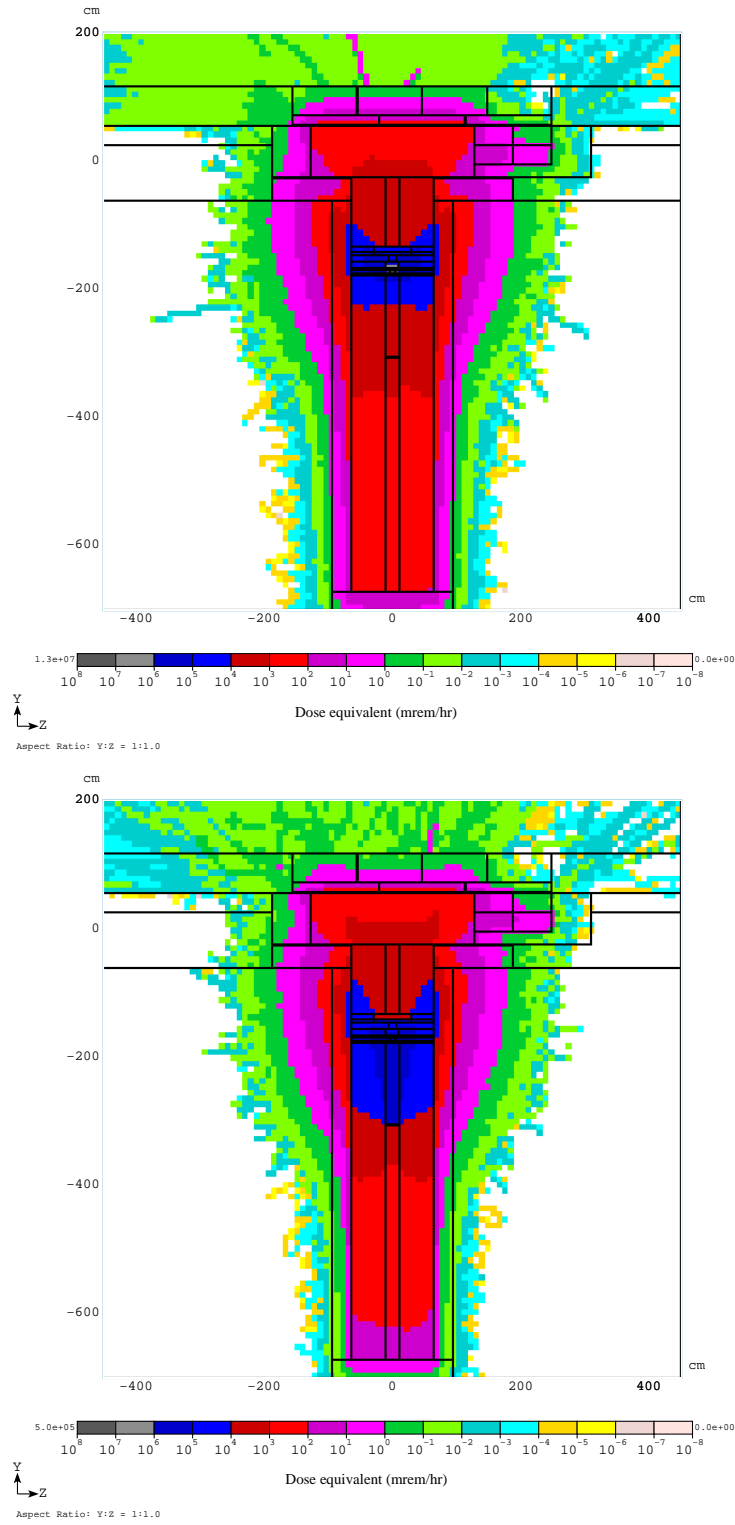 cm
200
0
−200
−400
−600
cm
−400 −200 0 200 400
1.3e+07 0.0e+00
10^8 10^7 10^6 10^5 10^4 10^3 10^2 10^1 10^0 10^-1 10^-2 10^-3 10^-4 10^-5 10^-6 10^-7 10^-8
Y
Z
Dose equivalent (mrem/hr)
Aspect Ratio: Y:Z = 1:1.0
cm
200
0
−200
−400
−600
cm
−400 −200 0 200 400
5.0e+05 0.0e+00
10^8 10^7 10^6 10^5 10^4 10^3 10^2 10^1 10^0 10^-1 10^-2 10^-3 10^-4 10^-5 10^-6 10^-7 10^-8
Y
Z
Dose equivalent (mrem/hr)
Aspect Ratio: Y:Z = 1:1.0